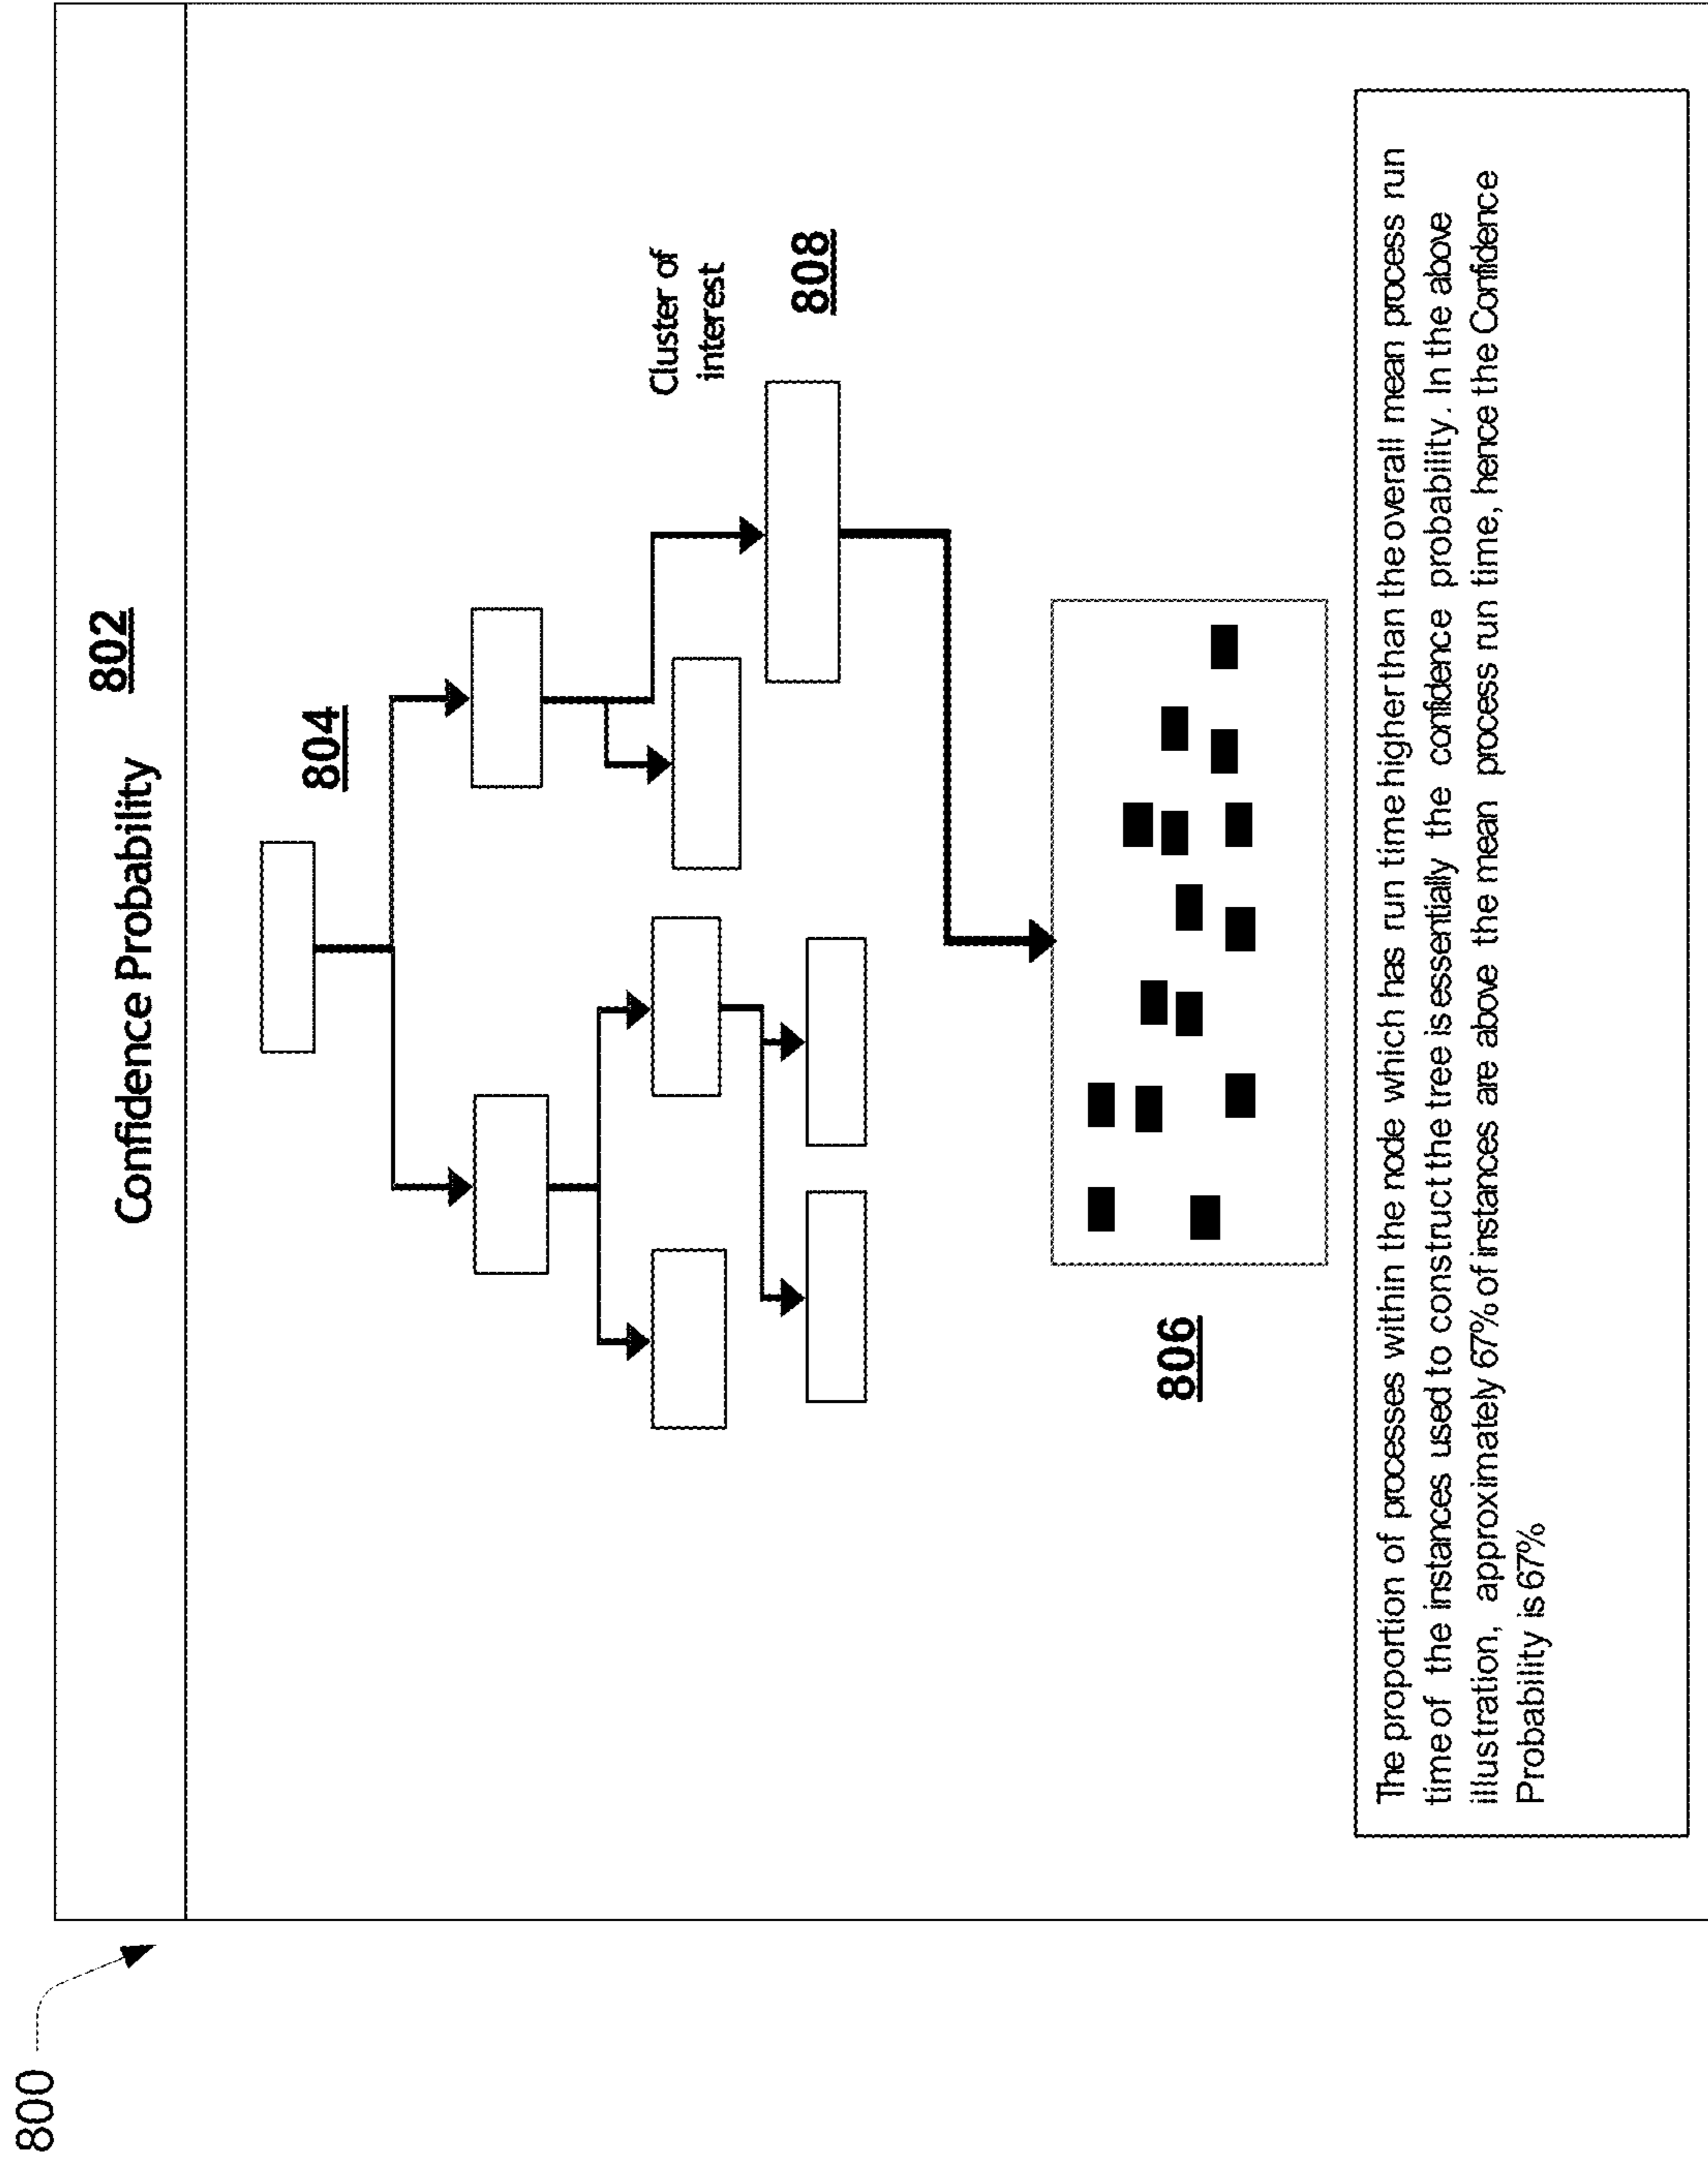 800
Confidence Probability 802
804
Cluster of
interest
808
806
The proportion of processes within the node which has run time higher than the overall mean process run
time of the instances used to construct the tree is essentially the confidence probability. In the above
illustration, approximately 67% of instances are above the mean process run time, hence the Confidence
Probability is 67%